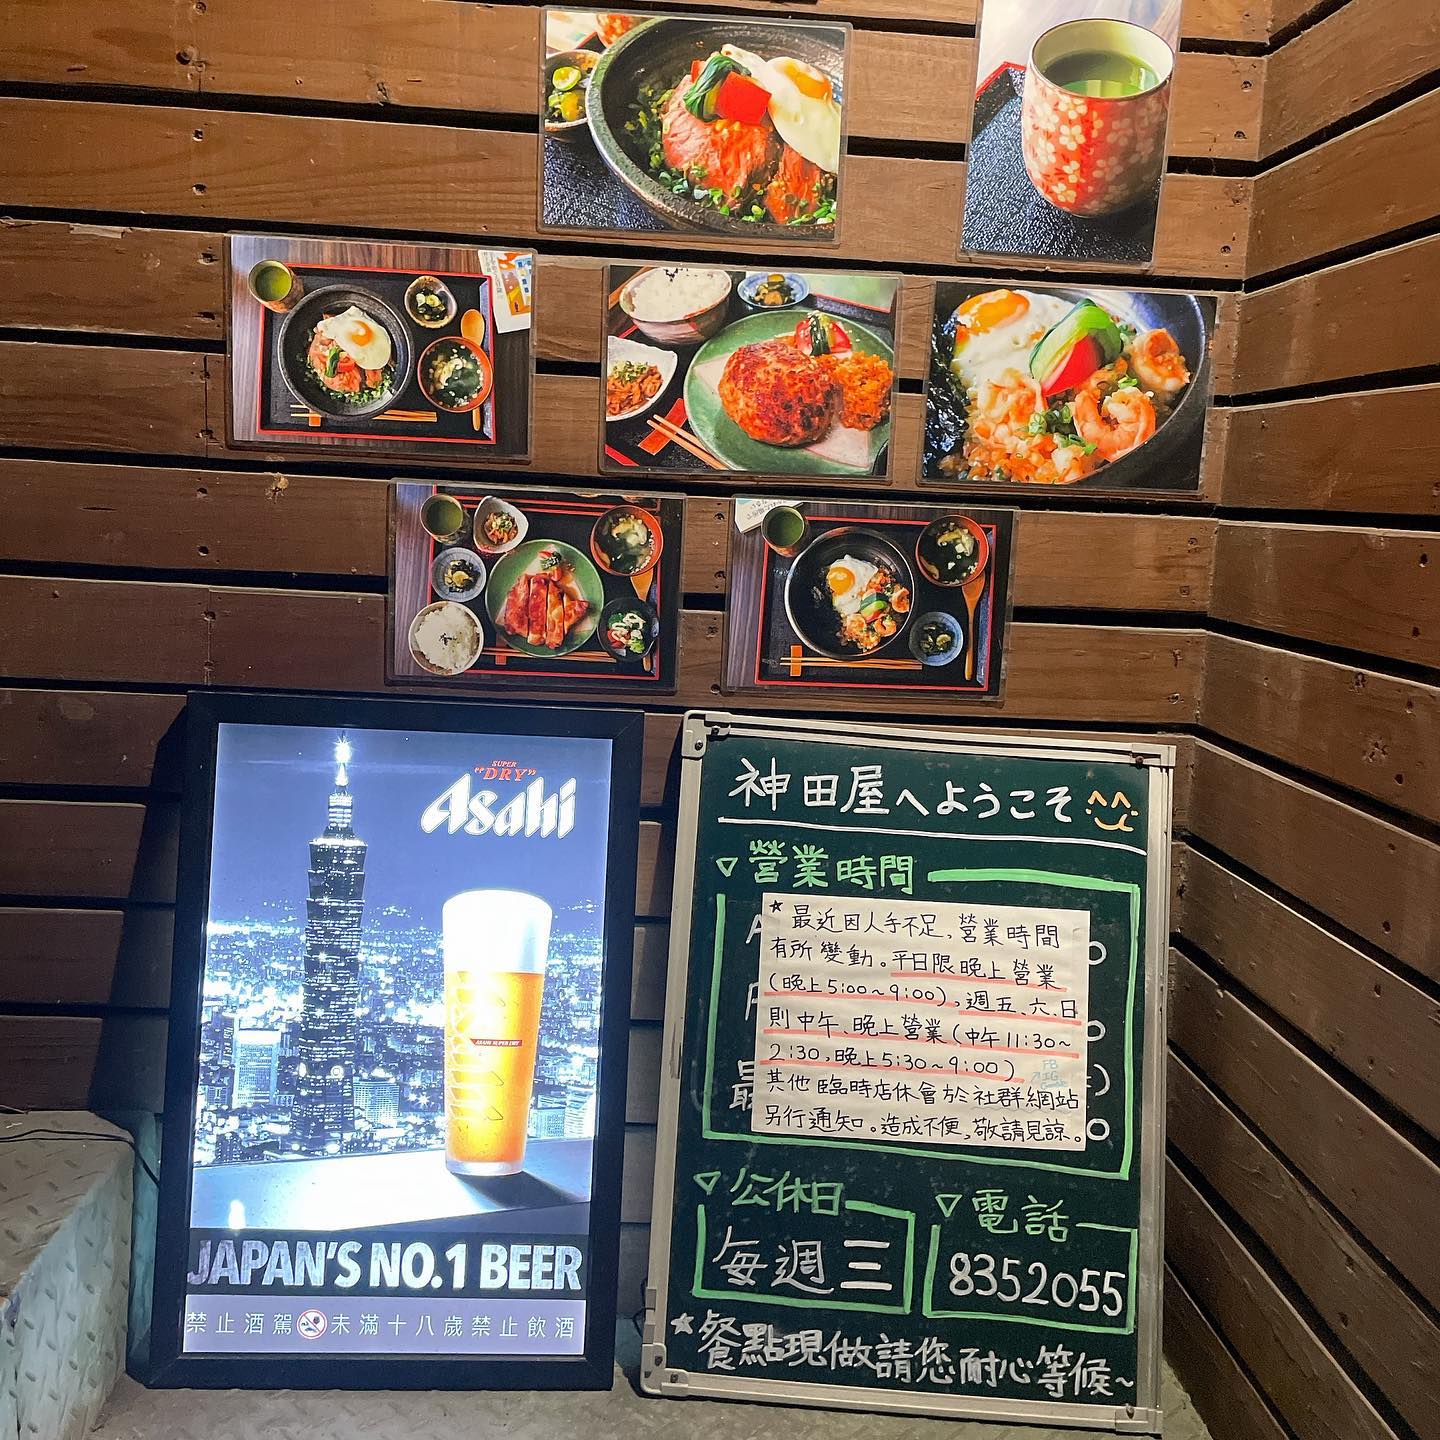 SUPER
"DRY"
Asahi
ASAHI SUPER DRY
JAPAN'S NO.1 BEER
禁止酒駕 未滿十八歲禁止飲酒
神田屋へようこそ
▽營業時間
★最近因人手不足,營業時間
有所變動。平日限晚上營業
(晚上5:00~9:00),週五、六、日
則中午、晚上營業(中午11:30~
2:30,晚上5:30~9:00)
其他臨時店休會於社群網站
FB
IG
另行通知。造成不便,敬請見諒。
▽公休日
每週三
▽電話
8352055
★餐點現做請您耐心等候~